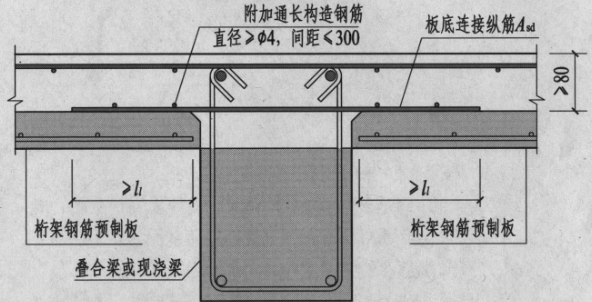 附加通长构造钢筋
直径≥ϕ4, 间距≤300
板底连接纵筋Asd
≥80
≥ll
≥ll
桁架钢筋预制板
桁架钢筋预制板
叠合梁或现浇梁